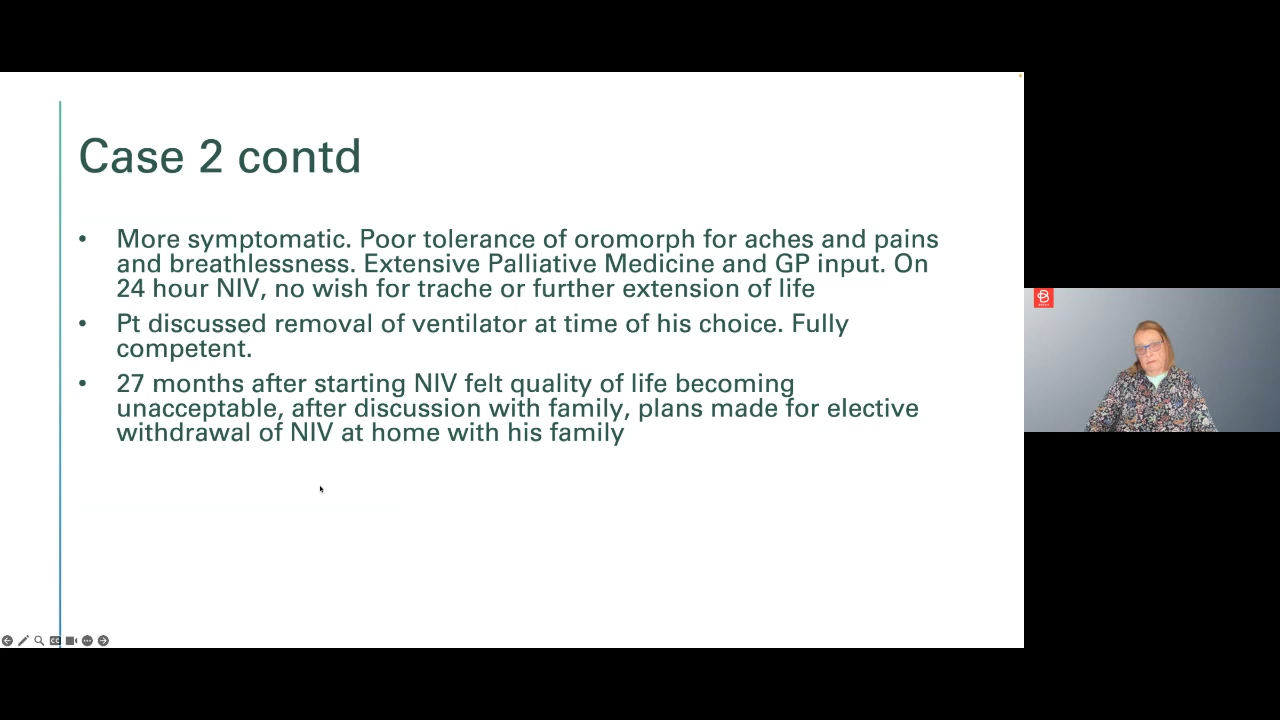 Case 2 contd
• More symptomatic. Poor tolerance of oromorph for aches and pains
and breathlessness. Extensive Palliative Medicine and GP input. On
24 hour NIV, no wish for trache or further extension of life
• Pt discussed removal of ventilator at time of his choice. Fully
competent.
• 27 months after starting NIV felt quality of life becoming
unacceptable, after discussion with family, plans made for elective
withdrawal of NIV at home with his family